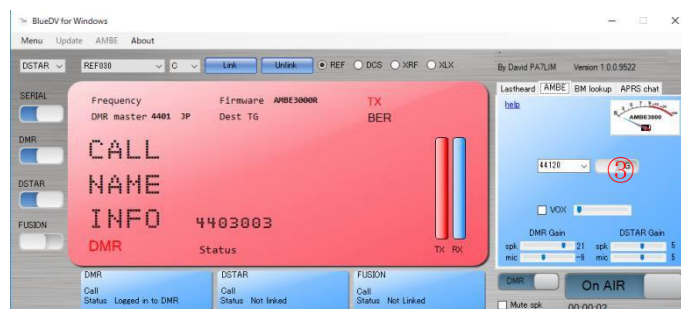 BlueDV for Windows
Menu Update AMBE About
DSTAR REF030 C Link Unlink REF DCS XRF XLX
By David PA7LIM Version 1.0.0.9522
Lastheard AMBE BM lookup APRS chat
help
AMBE3000
SERIAL
DMR
DSTAR
FUSION
Frequency Firmware AMBE3000R TX
DMR master 4401 JP Dest TG BER
CALL
NAME
INFO 4403003
DMR Status TX RX
44120 ③
VOX
DMR Gain DSTAR Gain
spk 21 spk 5
mic -6 mic 5
DMR
Call
Status Logged in to DMR
DSTAR
Call
Status Not linked
FUSION
Call
Status Not Linked
DMR On AIR
Mute spk 00:00:02